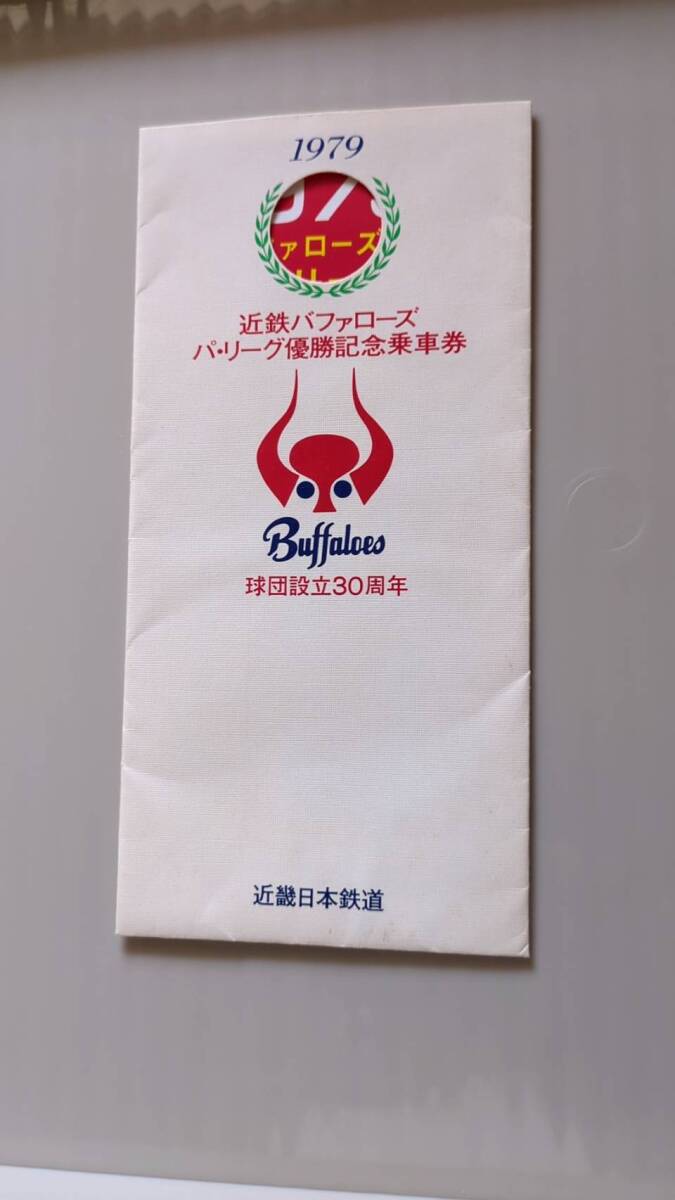 1979
ファローズ
近鉄バファローズ
パ・リーグ優勝記念乗車券
Buffaloes
球団設立30周年
近畿日本鉄道